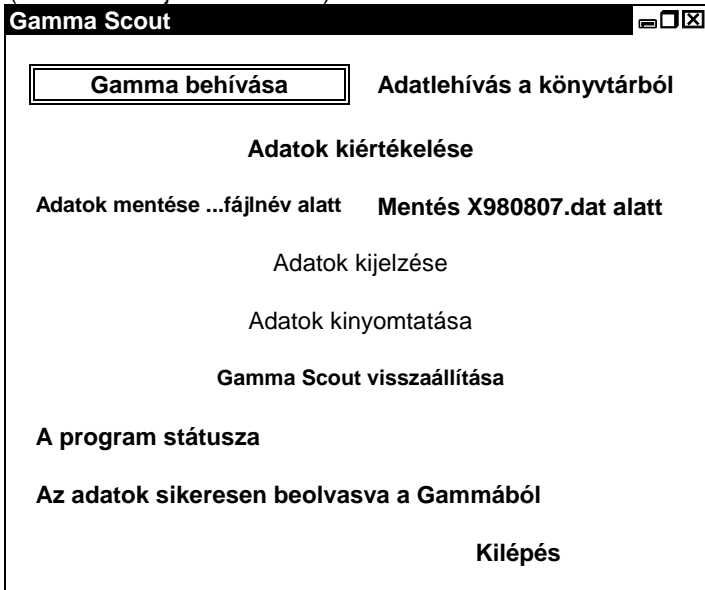 Gamma Scout
Gamma behívása Adatlehívás a könyvtárból
Adatok kiértékelése
Adatok mentése ...fájlnév alatt Mentés X980807.dat alatt
Adatok kijelzése
Adatok kinyomtatása
Gamma Scout visszaállítása
A program státusza
Az adatok sikeresen beolvasva a Gammából
Kilépés